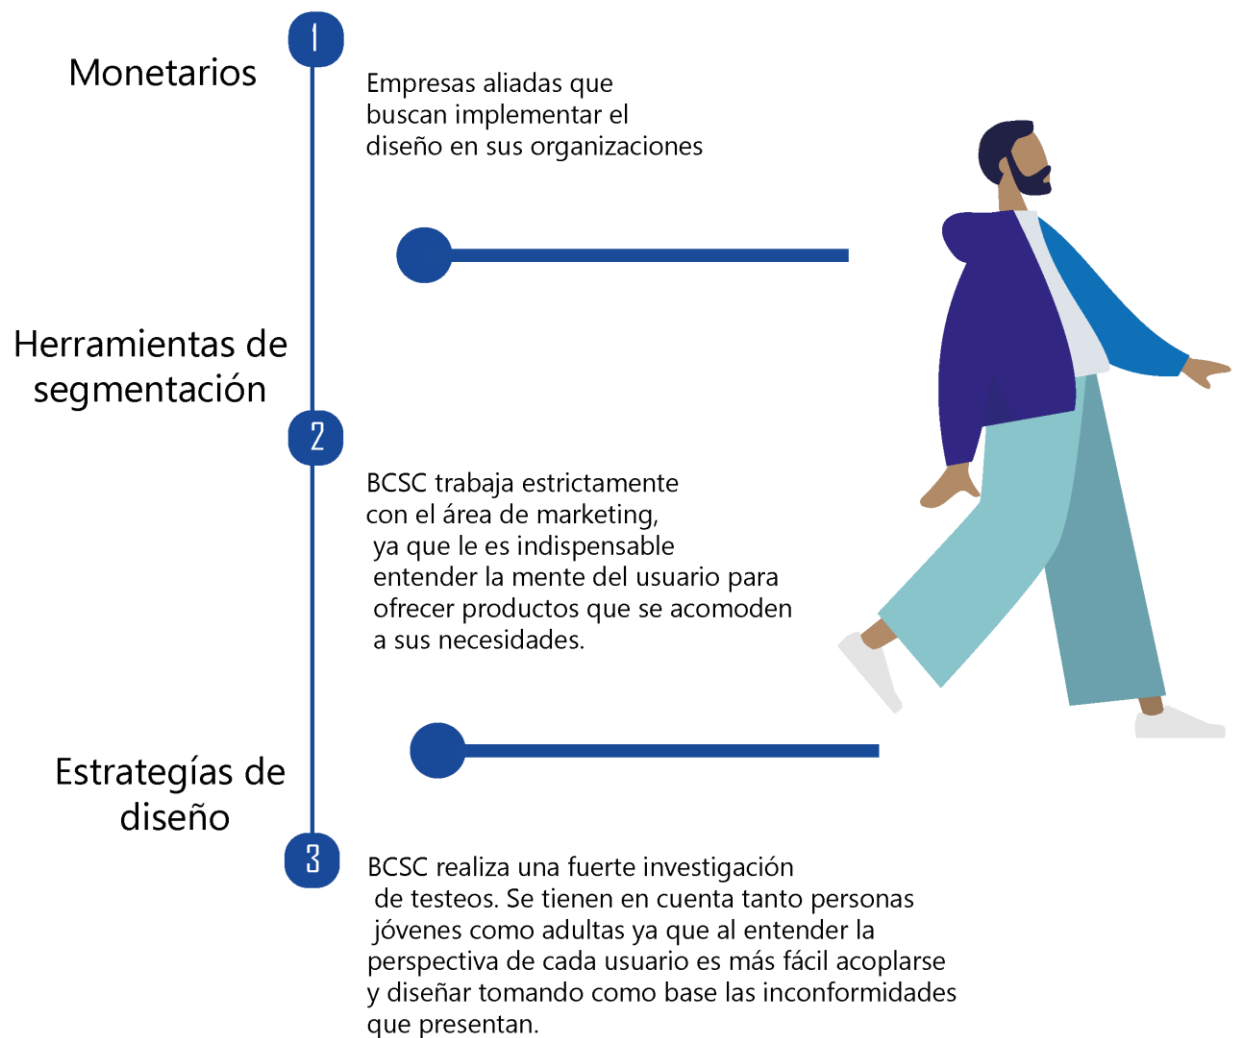 1
Monetarios
Empresas aliadas que
buscan implementar el
diseño en sus organizaciones
Herramientas de
segmentación
2
BCSC trabaja estrictamente
con el área de marketing,
ya que le es indispensable
entender la mente del usuario para
ofrecer productos que se acomoden
a sus necesidades.
Estrategías de
diseño
3
BCSC realiza una fuerte investigación
de testeos. Se tienen en cuenta tanto personas
jóvenes como adultas ya que al entender la
perspectiva de cada usuario es más fácil acoplarse
y diseñar tomando como base las inconformidades
que presentan.